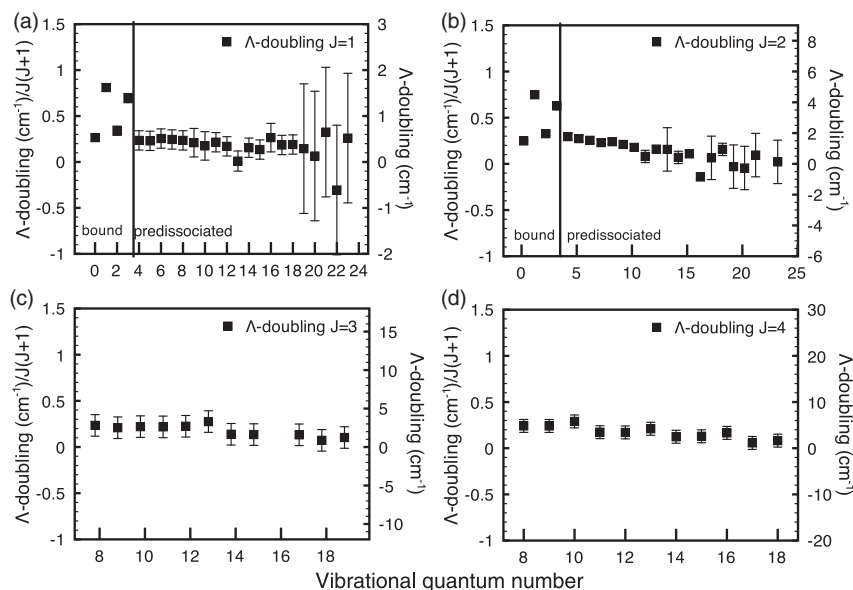 (a)
Λ-doubling (cm⁻¹)/J(J+1)
1.5
1
0.5
0
0.5
-1
■ Λ-doubling J=1
bound
predissociated
3
2
1
0
-1
-2
Λ-doubling (cm⁻¹)
0 2 4 6 8 10 12 14 16 18 20 22 24
(b)
Λ-doubling (cm⁻¹)/J(J+1)
1.5
1
0.5
0
-0.5
-1
■ Λ-doubling J=2
bound
predissociated
8
6
4
2
0
-2
-4
-6
Λ-doubling (cm⁻¹)
0 5 10 15 20 25
(c)
Λ-doubling (cm⁻¹)/J(J+1)
1.5
1
0.5
0
-0.5
-1
■ Λ-doubling J=3
15
10
5
0
-5
-10
Λ-doubling (cm⁻¹)
8 10 12 14 16 18
(d)
Λ-doubling (cm⁻¹)/J(J+1)
1.5
1
0.5
0
-0.5
-1
■ Λ-doubling J=4
30
20
10
0
-10
-20
Λ-doubling (cm⁻¹)
8 10 12 14 16 18
Vibrational quantum number